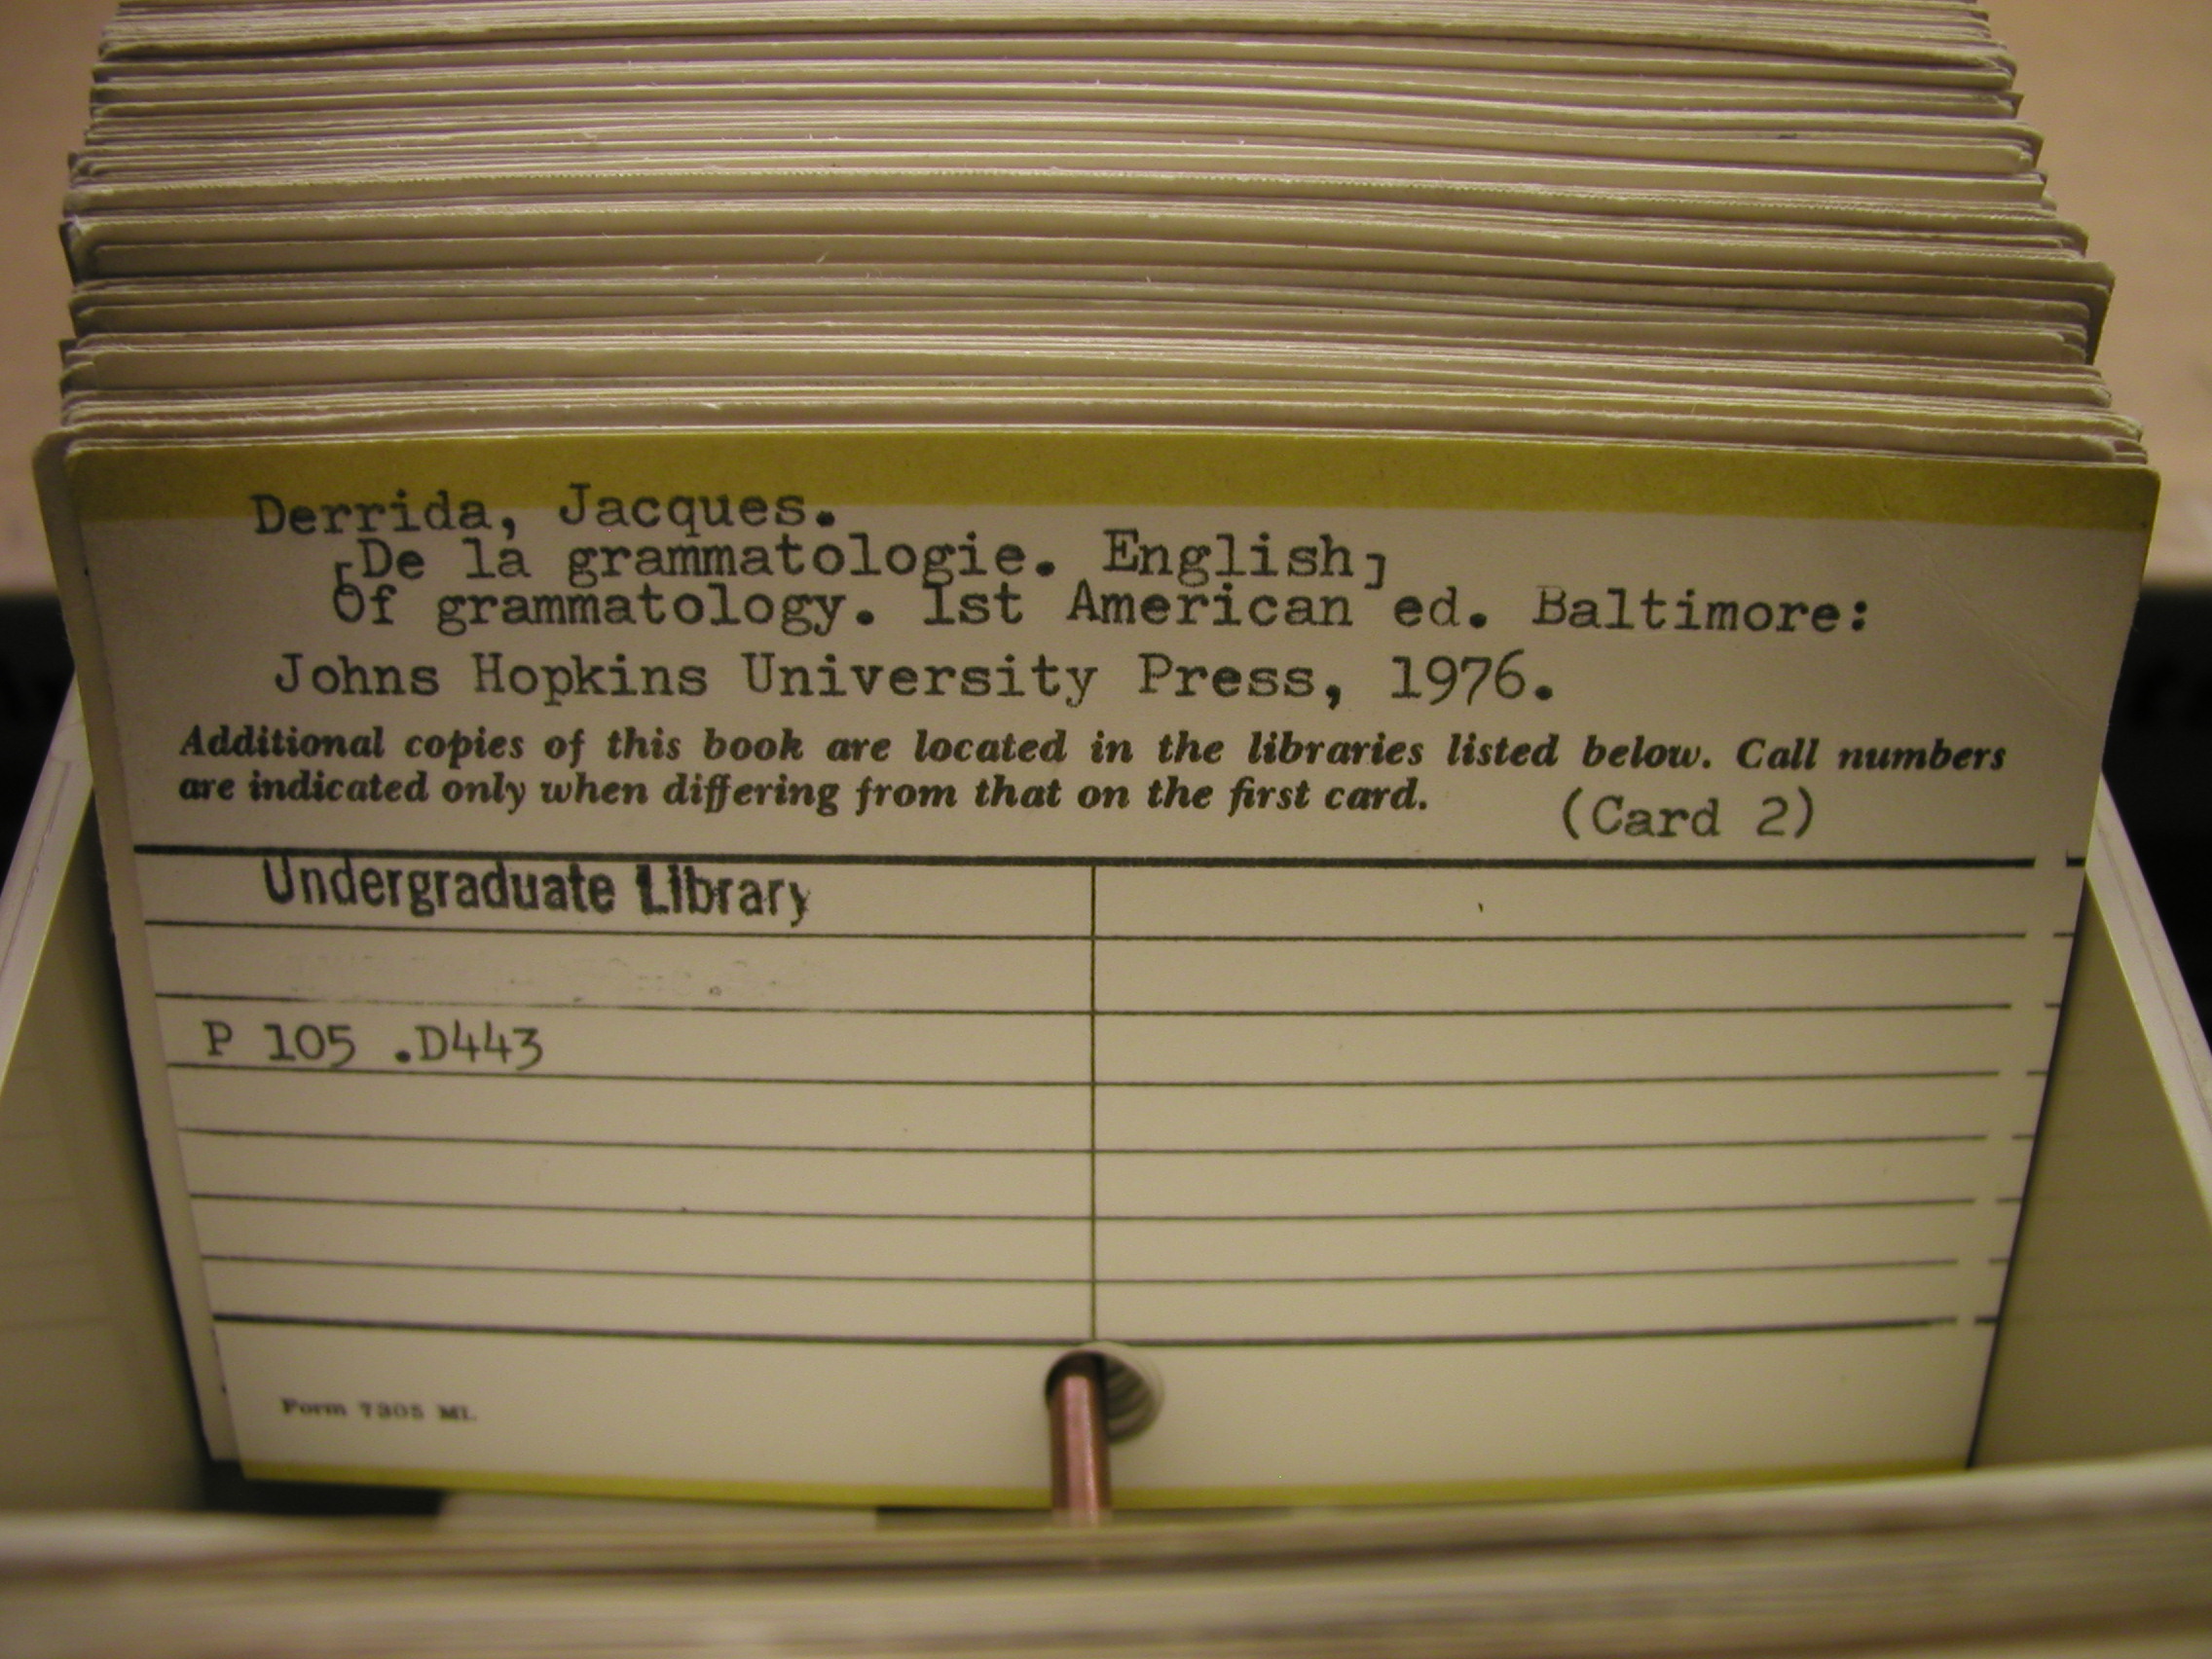 Derrida, Jacques.
[De la grammatologie. English]
Of grammatology. 1st American ed. Baltimore:
Johns Hopkins University Press, 1976.
Additional copies of this book are located in the libraries listed below. Call numbers
are indicated only when differing from that on the first card.
(Card 2)
Undergraduate Library
P 105 .D443
Form 7305 ML